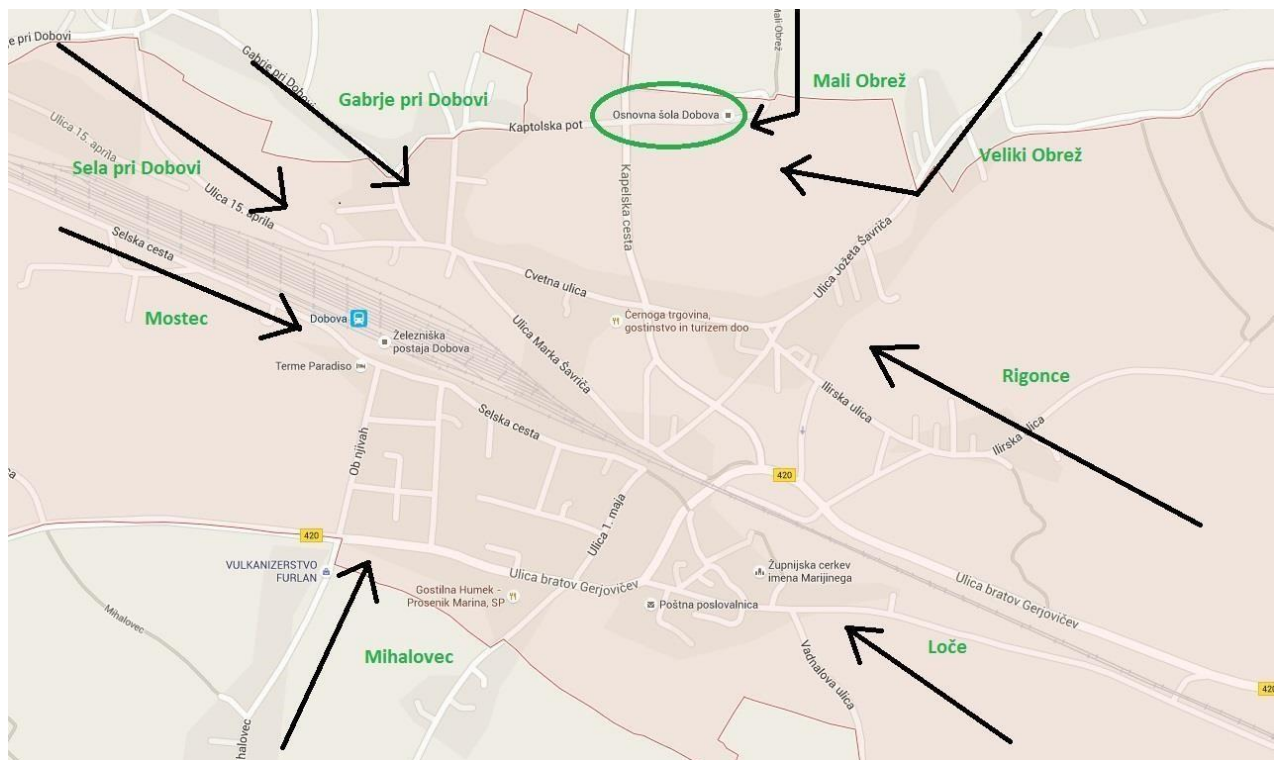 e pri Dobovi
Gabrje pri Dobovi
Gabrje pri Dobovi
Mali Obrež
Mali Obrež
Osnovna šola Dobova
Kaptolska pot
Ulica 15. aprila
Sela pri Dobovi
Ulica 15. aprila
Veliki Obrež
Kapelska cesta
Selska cesta
Ulica Jožeta Šavriča
Cvetna ulica
Mostec
Dobova
Železniška
postaja Dobova
Černoga trgovina,
gostinstvo in turizem doo
Ulica Marka Šavriča
Terme Paradiso
Rigonce
Ilirska ulica
Selska cesta
Ilirska ulica
Ob njivah
420
420
Ulica 1. maja
VULKANIZERSTVO
FURLAN
Župnijska cerkev
imena Marijinega
Ulica bratov Gerjovičev
Ulica bratov Gerjovičev
Gostilna Humek -
Prosenik Marina, SP
Poštna poslovalnica
Mihalovec
Mihalovec
Loče
Vadnalova ulica
420
halovec